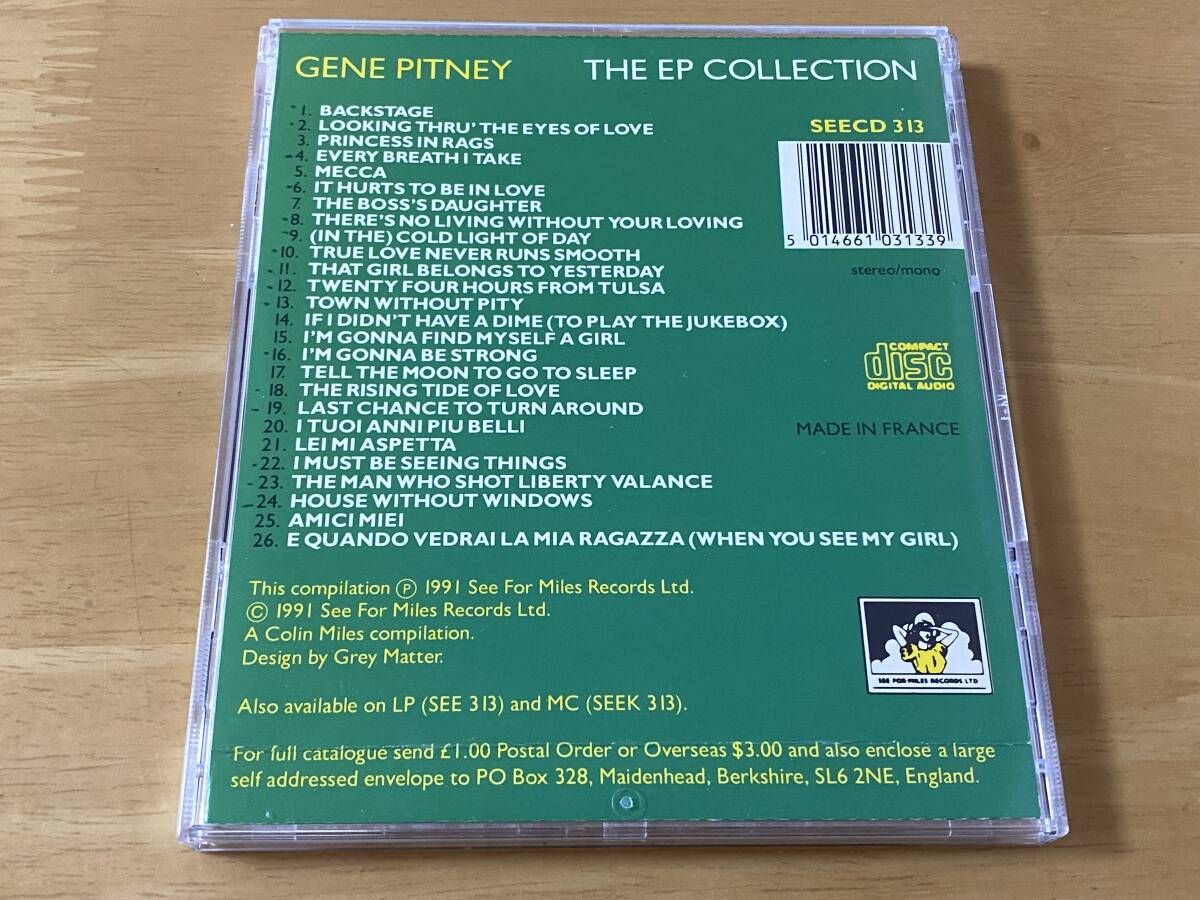 GENE PITNEY THE EP COLLECTION
SEECD 313
1. BACKSTAGE
2. LOOKING THRU' THE EYES OF LOVE
3. PRINCESS IN RAGS
4. EVERY BREATH I TAKE
5. MECCA
6. IT HURTS TO BE IN LOVE
7. THE BOSS'S DAUGHTER
8. THERE'S NO LIVING WITHOUT YOUR LOVING
9. (IN THE) COLD LIGHT OF DAY
10. TRUE LOVE NEVER RUNS SMOOTH
11. THAT GIRL BELONGS TO YESTERDAY
12. TWENTY FOUR HOURS FROM TULSA
13. TOWN WITHOUT PITY
14. IF I DIDN'T HAVE A DIME (TO PLAY THE JUKEBOX)
15. I'M GONNA FIND MYSELF A GIRL
16. I'M GONNA BE STRONG
17. TELL THE MOON TO GO TO SLEEP
18. THE RISING TIDE OF LOVE
19. LAST CHANCE TO TURN AROUND
20. I TUOI ANNI PIU BELLI
21. LEI MI ASPETTA
22. I MUST BE SEEING THINGS
23. THE MAN WHO SHOT LIBERTY VALANCE
24. HOUSE WITHOUT WINDOWS
25. AMICI MIEI
26. E QUANDO VEDRAI LA MIA RAGAZZA (WHEN YOU SEE MY GIRL)
5 014661 031339
stereo/mono
COMPACT
disc
DIGITAL AUDIO
MADE IN FRANCE
This compilation ℗ 1991 See For Miles Records Ltd.
© 1991 See For Miles Records Ltd.
A Colin Miles compilation.
Design by Grey Matter.
SEE FOR MILES RECORDS LTD
Also available on LP (SEE 313) and MC (SEEK 313).
For full catalogue send £1.00 Postal Order or Overseas $3.00 and also enclose a large
self addressed envelope to PO Box 328, Maidenhead, Berkshire, SL6 2NE, England.